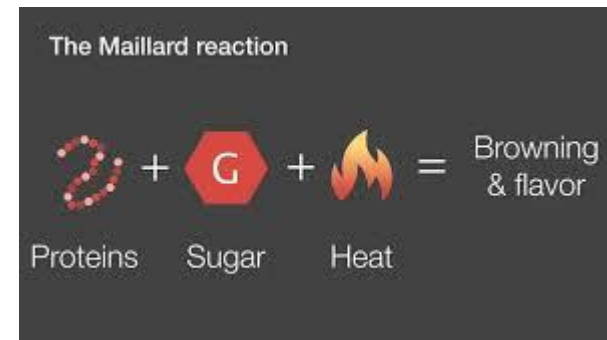 The Maillard reaction
+ G + = Browning
& flavor
Proteins Sugar Heat